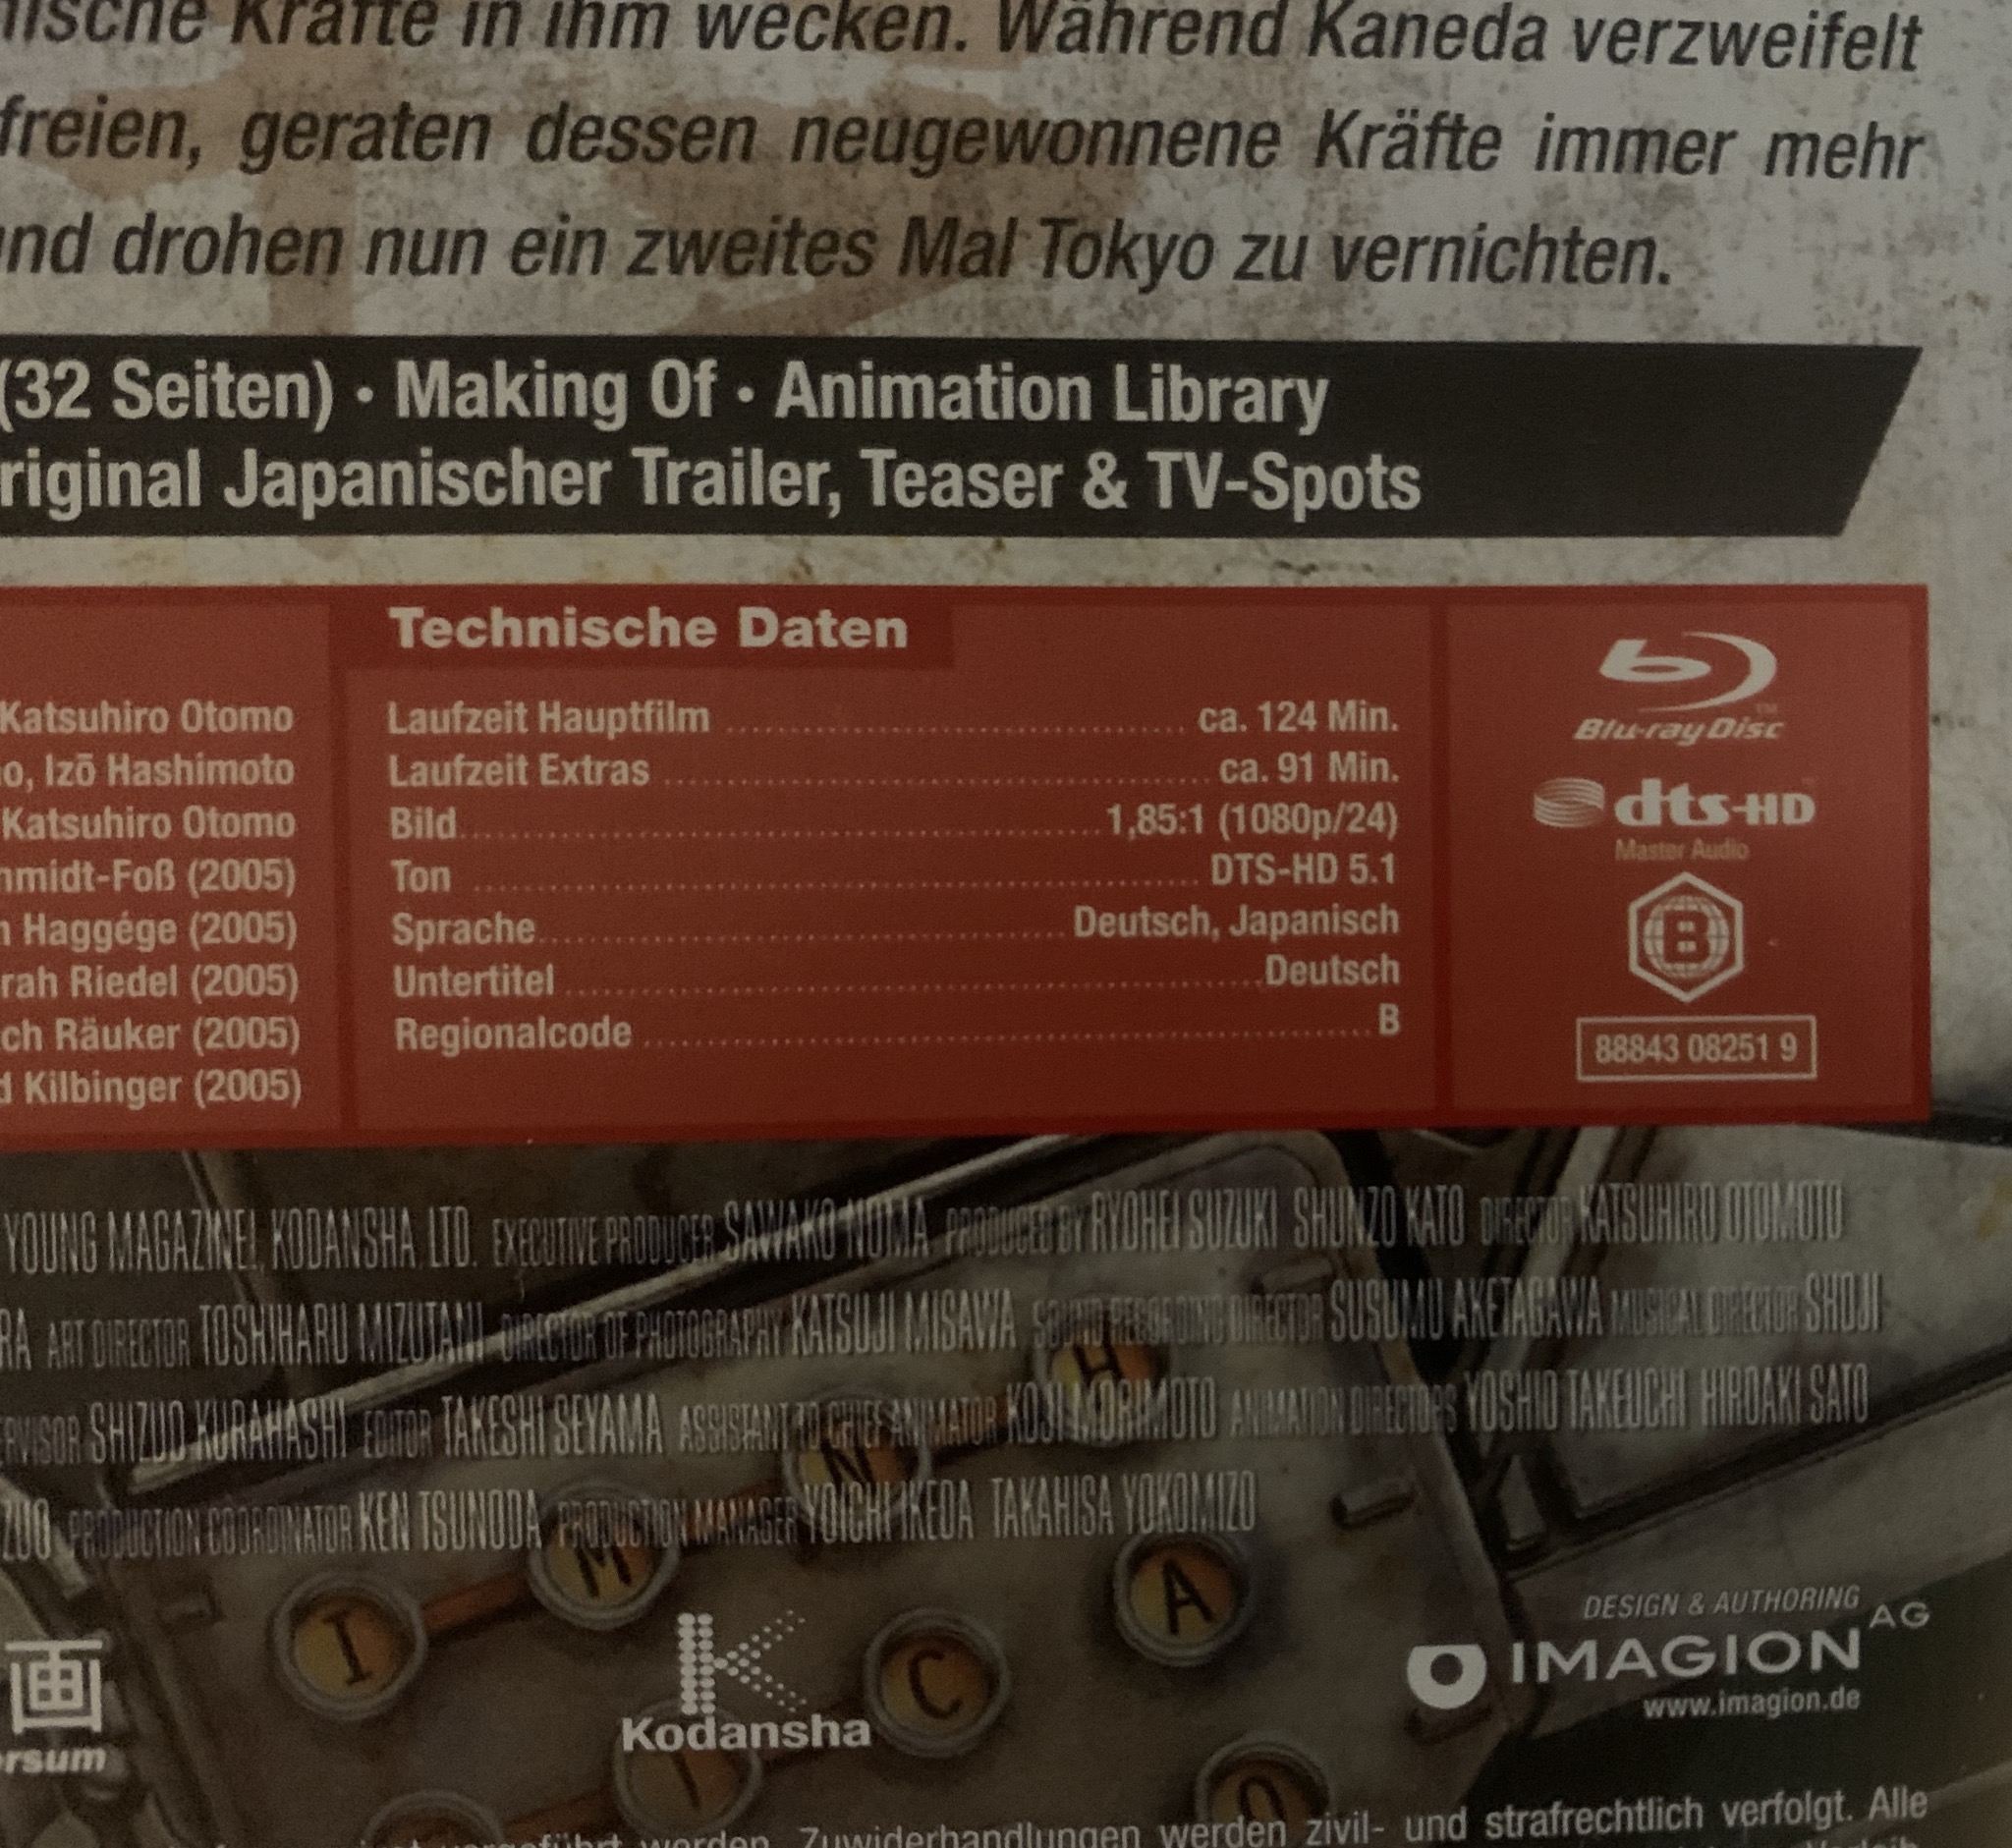 Kräfte in ihm wecken. Während Kaneda verzweifelt
freien, geraten dessen neugewonnene Kräfte immer mehr
und drohen nun ein zweites Mal Tokyo zu vernichten.
(32 Seiten) · Making Of · Animation Library
riginal Japanischer Trailer, Teaser & TV-Spots
Katsuhiro Otomo
o, Izō Hashimoto
Katsuhiro Otomo
hmidt-Foß (2005)
n Haggége (2005)
rah Riedel (2005)
ch Räuker (2005)
d Kilbinger (2005)
Technische Daten
Laufzeit Hauptfilm ca. 124 Min.
Laufzeit Extras ca. 91 Min.
Bild 1,85:1 (1080p/24)
Ton DTS-HD 5.1
Sprache Deutsch, Japanisch
Untertitel Deutsch
Regionalcode B
Blu-ray Disc™
dts-HD
Master Audio
B
88843 08251 9
YOUNG MAGAZINE, KODANSHA LTD. EXECUTIVE PRODUCER SAWAKO NOMA PRODUCED BY RYOHEI SUZUKI SHUNZO KATO DIRECTOR KATSUHIRO OTOMOTO
RA ART DIRECTOR TOSHIHARU MIZUTANI DIRECTOR OF PHOTOGRAPHY KATSUJI MISAWA SOUND RECORDING DIRECTOR SUSUMU AKETAGAWA MUSICAL DIRECTOR SHOJI
RVISOR SHIZUO KURAHASHI EDITOR TAKESHI SEYAMA ASSISTANT TO CHIEF ANIMATOR KOJI MORIMOTO ANIMATION DIRECTORS YOSHIO TAKEUCHI HIROAKI SATO
ZUO PRODUCTION COORDINATOR KEN TSUNODA PRODUCTION MANAGER YOICHI IKEDA TAKAHISA YOKOMIZO
H
N
M
I
A
C
I
O
画
ersum
Kodansha
DESIGN & AUTHORING
IMAGION AG
www.imagion.de
werden. Zuwiderhandlungen werden zivil- und strafrechtlich verfolgt. Alle